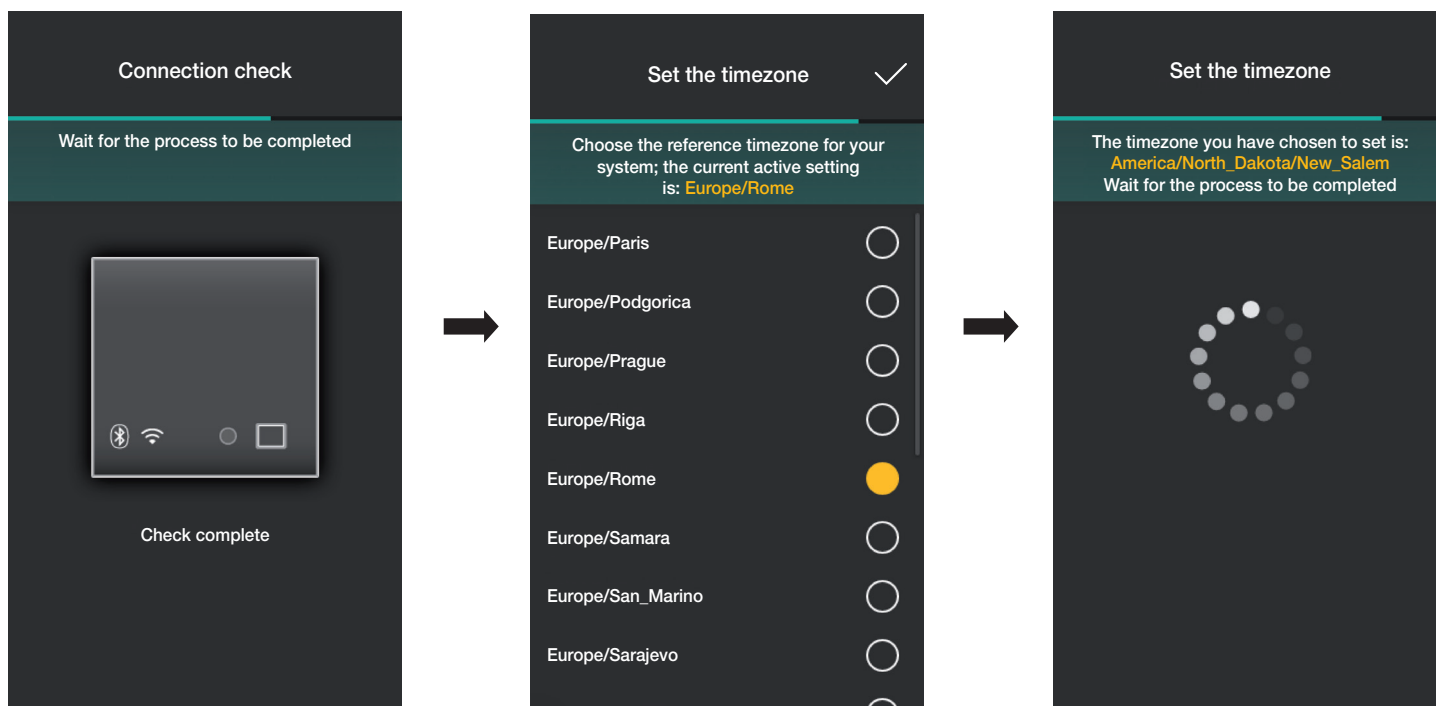 Connection check
Wait for the process to be completed
Check complete
Set the timezone
Choose the reference timezone for your
system; the current active setting
is: Europe/Rome
Europe/Paris
Europe/Podgorica
Europe/Prague
Europe/Riga
Europe/Rome
Europe/Samara
Europe/San_Marino
Europe/Sarajevo
Set the timezone
The timezone you have chosen to set is:
America/North_Dakota/New_Salem
Wait for the process to be completed